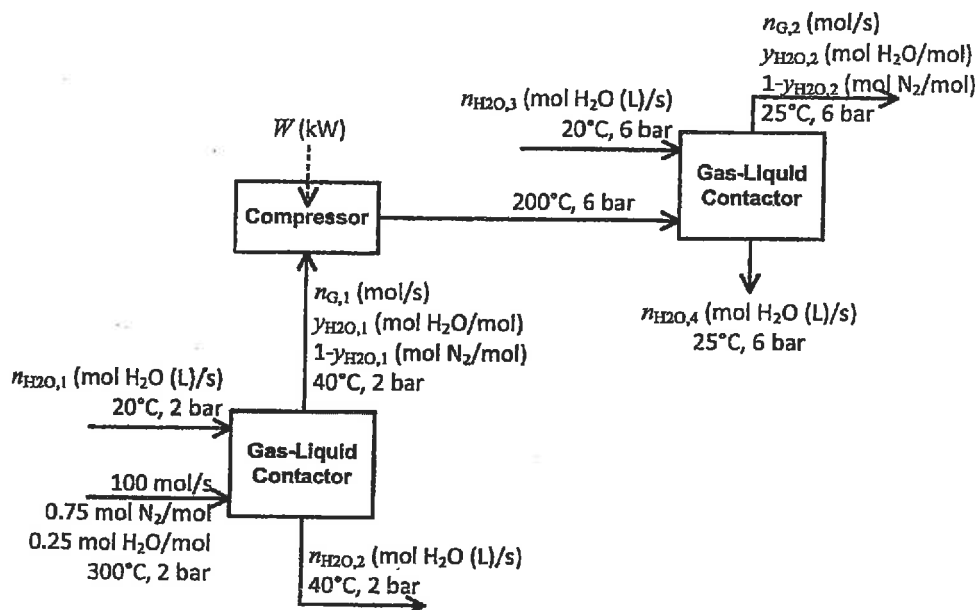 n_G,2 (mol/s)
y_H2O,2 (mol H2O/mol)
1-y_H2O,2 (mol N2/mol)
25°C, 6 bar
n_H2O,3 (mol H2O (L)/s)
20°C, 6 bar
Gas-Liquid
Contactor
W (kW)
Compressor
200°C, 6 bar
n_H2O,4 (mol H2O (L)/s)
25°C, 6 bar
n_G,1 (mol/s)
y_H2O,1 (mol H2O/mol)
1-y_H2O,1 (mol N2/mol)
40°C, 2 bar
n_H2O,1 (mol H2O (L)/s)
20°C, 2 bar
Gas-Liquid
Contactor
100 mol/s
0.75 mol N2/mol
0.25 mol H2O/mol
300°C, 2 bar
n_H2O,2 (mol H2O (L)/s)
40°C, 2 bar